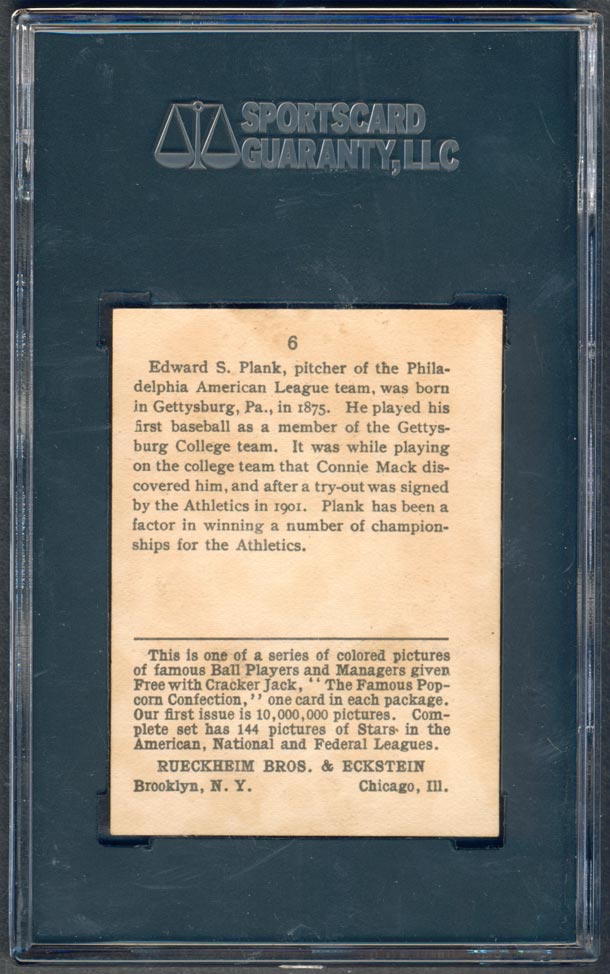 SPORTSCARD
GUARANTY, LLC
6
Edward S. Plank, pitcher of the Phila-
delphia American League team, was born
in Gettysburg, Pa., in 1875. He played his
first baseball as a member of the Gettys-
burg College team. It was while playing
on the college team that Connie Mack dis-
covered him, and after a try-out was signed
by the Athletics in 1901. Plank has been a
factor in winning a number of champion-
ships for the Athletics.
This is one of a series of colored pictures
of famous Ball Players and Managers given
Free with Cracker Jack, "The Famous Pop-
corn Confection," one card in each package.
Our first issue is 10,000,000 pictures. Com-
plete set has 144 pictures of Stars in the
American, National and Federal Leagues.
RUECKHEIM BROS. & ECKSTEIN
Brooklyn, N. Y. Chicago, Ill.